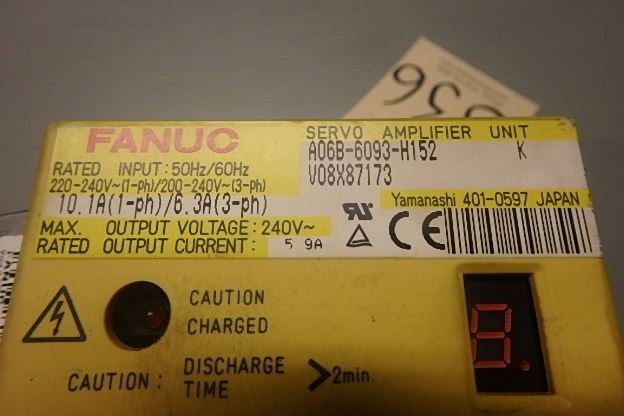 FANUC
SERVO AMPLIFIER UNIT
A06B-6093-H152 K
V08X87173
RATED INPUT: 50Hz/60Hz
220-240V~(1-ph)/200-240V~(3-ph)
10.1A(1-ph)/6.3A(3-ph)
Yamanashi 401-0597 JAPAN
MAX. OUTPUT VOLTAGE: 240V~
RATED OUTPUT CURRENT: 5.9A
CE
CAUTION
CHARGED
CAUTION: DISCHARGE
TIME >2min.
8.